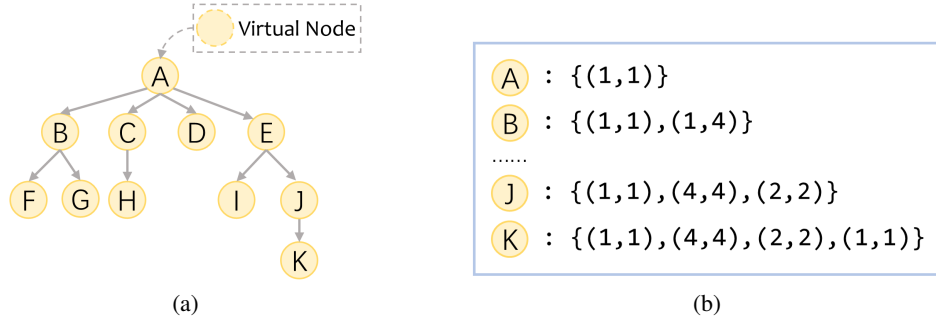 Virtual Node
A
B C D E
F G H I J
K
(a)
A : {(1,1)}
B : {(1,1),(1,4)}
......
J : {(1,1),(4,4),(2,2)}
K : {(1,1),(4,4),(2,2),(1,1)}
(b)